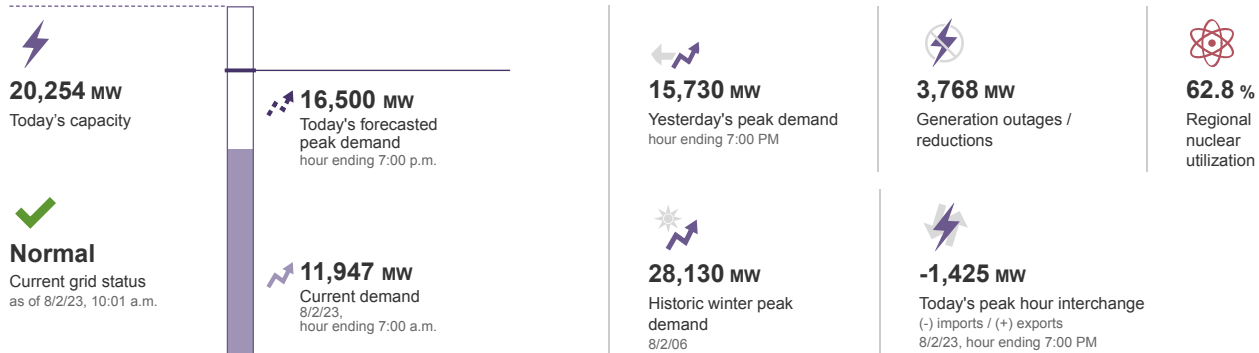 20,254 MW
Today's capacity
16,500 MW
Today's forecasted
peak demand
hour ending 7:00 p.m.
Normal
Current grid status
as of 8/2/23, 10:01 a.m.
11,947 MW
Current demand
8/2/23,
hour ending 7:00 a.m.
15,730 MW
Yesterday's peak demand
hour ending 7:00 PM
3,768 MW
Generation outages /
reductions
62.8 %
Regional
nuclear
utilization
28,130 MW
Historic winter peak
demand
8/2/06
-1,425 MW
Today's peak hour interchange
(-) imports / (+) exports
8/2/23, hour ending 7:00 PM